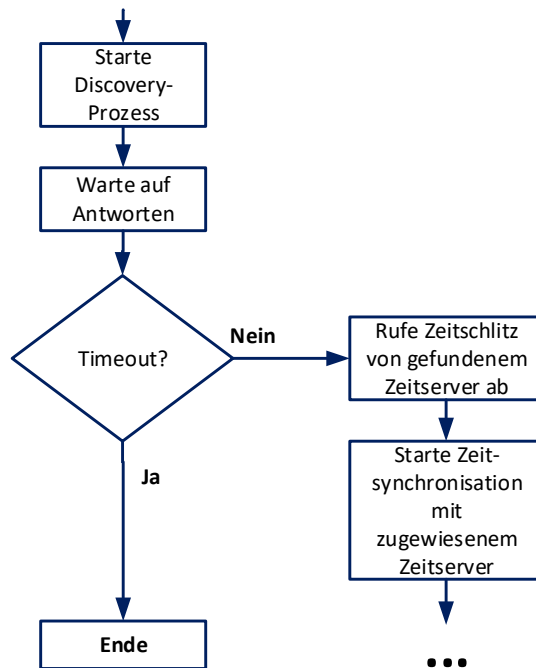 Starte
Discovery-
Prozess
Warte auf
Antworten
Timeout?
Nein
Rufe Zeitschlitz
von gefundenem
Zeitserver ab
Starte Zeit-
synchronisation
mit
zugewiesenem
Zeitserver
Ja
Ende
...